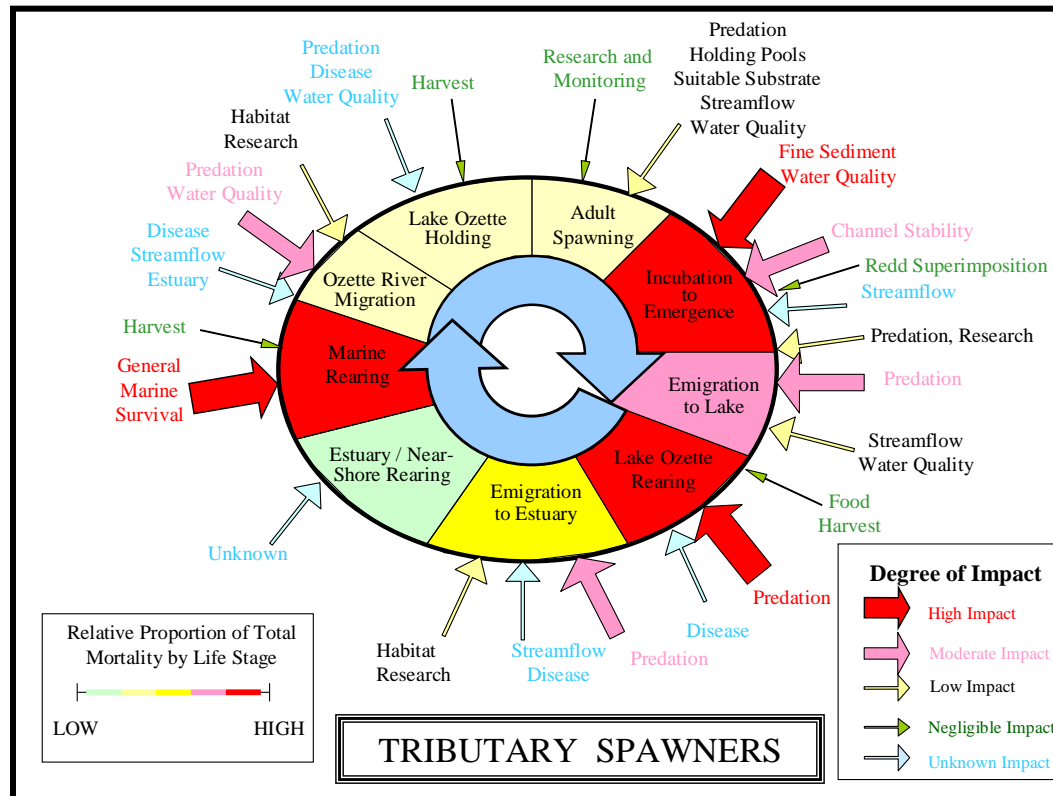 Predation
Disease
Water Quality
Harvest
Research and
Monitoring
Predation
Holding Pools
Suitable Substrate
Streamflow
Water Quality
Habitat
Research
Predation
Water Quality
Disease
Streamflow
Estuary
Harvest
General
Marine
Survival
Fine Sediment
Water Quality
Channel Stability
Redd Superimposition
Streamflow
Predation, Research
Predation
Streamflow
Water Quality
Food
Harvest
Lake Ozette
Holding
Adult
Spawning
Ozette River
Migration
Incubation to
Emergence
Marine
Rearing
Emigration
to Lake
Estuary / Near-
Shore Rearing
Emigration
to Estuary
Lake Ozette
Rearing
Unknown
Habitat
Research
Streamflow
Disease
Predation
Disease
Predation
Relative Proportion of Total
Mortality by Life Stage
LOW HIGH
TRIBUTARY SPAWNERS
Degree of Impact
High Impact
Moderate Impact
Low Impact
Negligible Impact
Unknown Impact